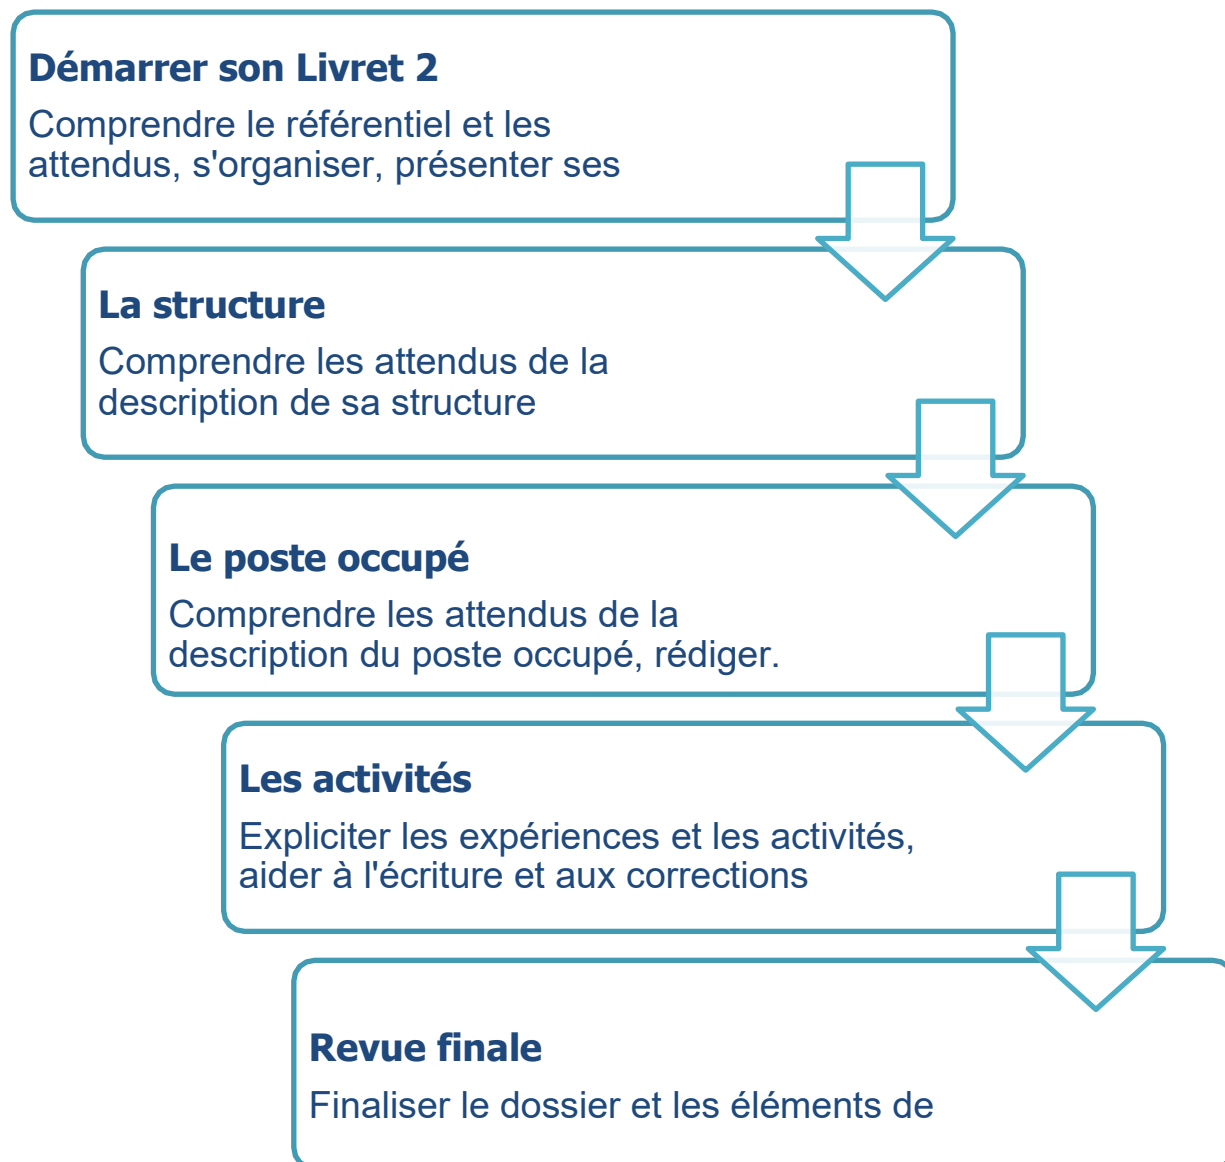 Démarrer son Livret 2
Comprendre le référentiel et les
attendus, s'organiser, présenter ses
La structure
Comprendre les attendus de la
description de sa structure
Le poste occupé
Comprendre les attendus de la
description du poste occupé, rédiger.
Les activités
Expliciter les expériences et les activités,
aider à l'écriture et aux corrections
Revue finale
Finaliser le dossier et les éléments de